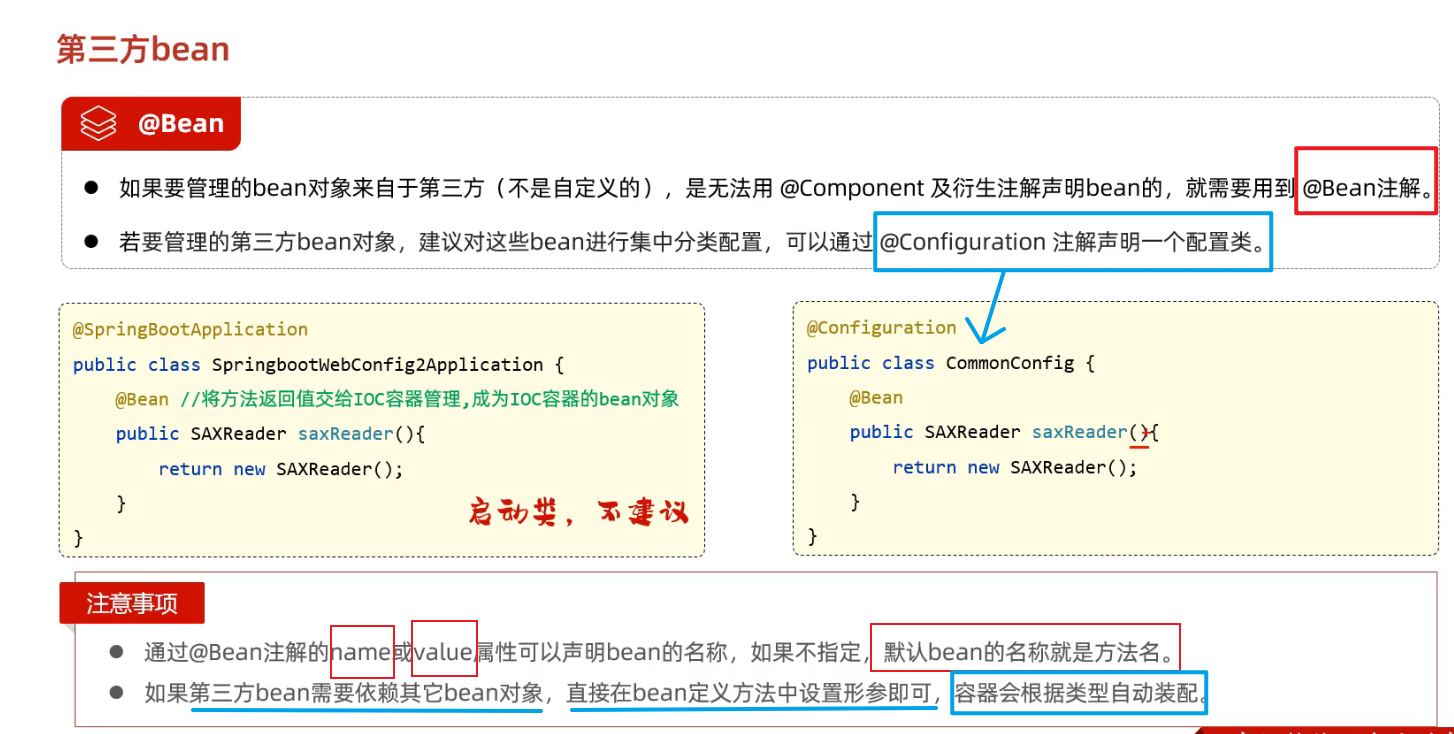 第三方bean
@Bean
● 如果要管理的bean对象来自于第三方（不是自定义的），是无法用 @Component 及衍生注解声明bean的，就需要用到 @Bean注解。
● 若要管理的第三方bean对象，建议对这些bean进行集中分类配置，可以通过 @Configuration 注解声明一个配置类。
@SpringBootApplication
public class SpringbootWebConfig2Application {
@Bean //将方法返回值交给IOC容器管理,成为IOC容器的bean对象
public SAXReader saxReader(){
return new SAXReader();
}
}
启动类，不建议
@Configuration
public class CommonConfig {
@Bean
public SAXReader saxReader(){
return new SAXReader();
}
}
注意事项
● 通过@Bean注解的name或value属性可以声明bean的名称，如果不指定，默认bean的名称就是方法名。
● 如果第三方bean需要依赖其它bean对象，直接在bean定义方法中设置形参即可，容器会根据类型自动装配。